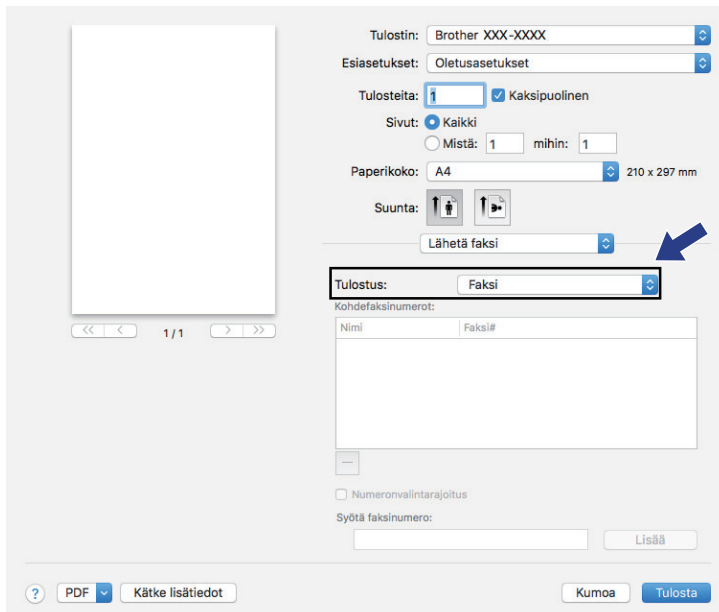 Tulostin: Brother XXX-XXXX
Esiasetukset: Oletusasetukset
Tulosteita: 1 Kaksipuolinen
Sivut: Kaikki
Mistä: 1 mihin: 1
Paperikoko: A4 210 x 297 mm
Suunta:
Lähetä faksi
Tulostus: Faksi
Kohdefaksinumerot:
Nimi Faksi#
1 / 1
Numeronvalintarajoitus
Syötä faksinumero:
Lisää
? PDF Kätke lisätiedot Kumoa Tulosta